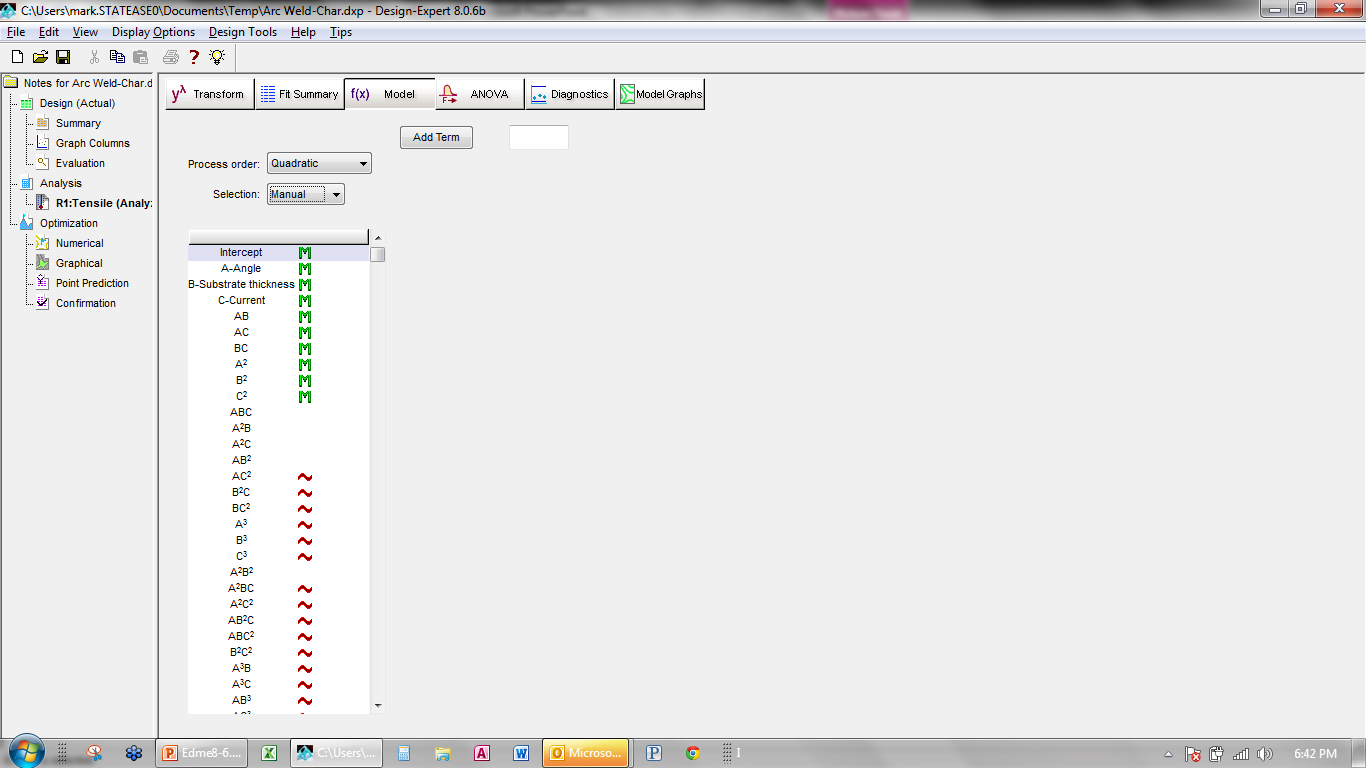 C:\Users\mark.STATEASE0\Documents\Temp\Arc Weld-Char.dxp - Design-Expert 8.0.6b
File Edit View Display Options Design Tools Help Tips
Notes for Arc Weld-Char.d
Design (Actual)
Summary
Graph Columns
Evaluation
Analysis
R1:Tensile (Analyz
Optimization
Numerical
Graphical
Point Prediction
Confirmation
yλ Transform Fit Summary f(x) Model ANOVA Diagnostics Model Graphs
Add Term
Process order: Quadratic
Selection: Manual
Intercept M
A-Angle M
B-Substrate thickness M
C-Current M
AB M
AC M
BC M
A² M
B² M
C² M
ABC
A²B
A²C
AB²
AC² ~
B²C ~
BC² ~
A³ ~
B³ ~
C³ ~
A²B²
A²BC ~
A²C² ~
AB²C ~
ABC² ~
B²C² ~
A³B ~
A³C ~
AB³ ~
Edme8-6.... C:\Users\... Microso... 6:42 PM